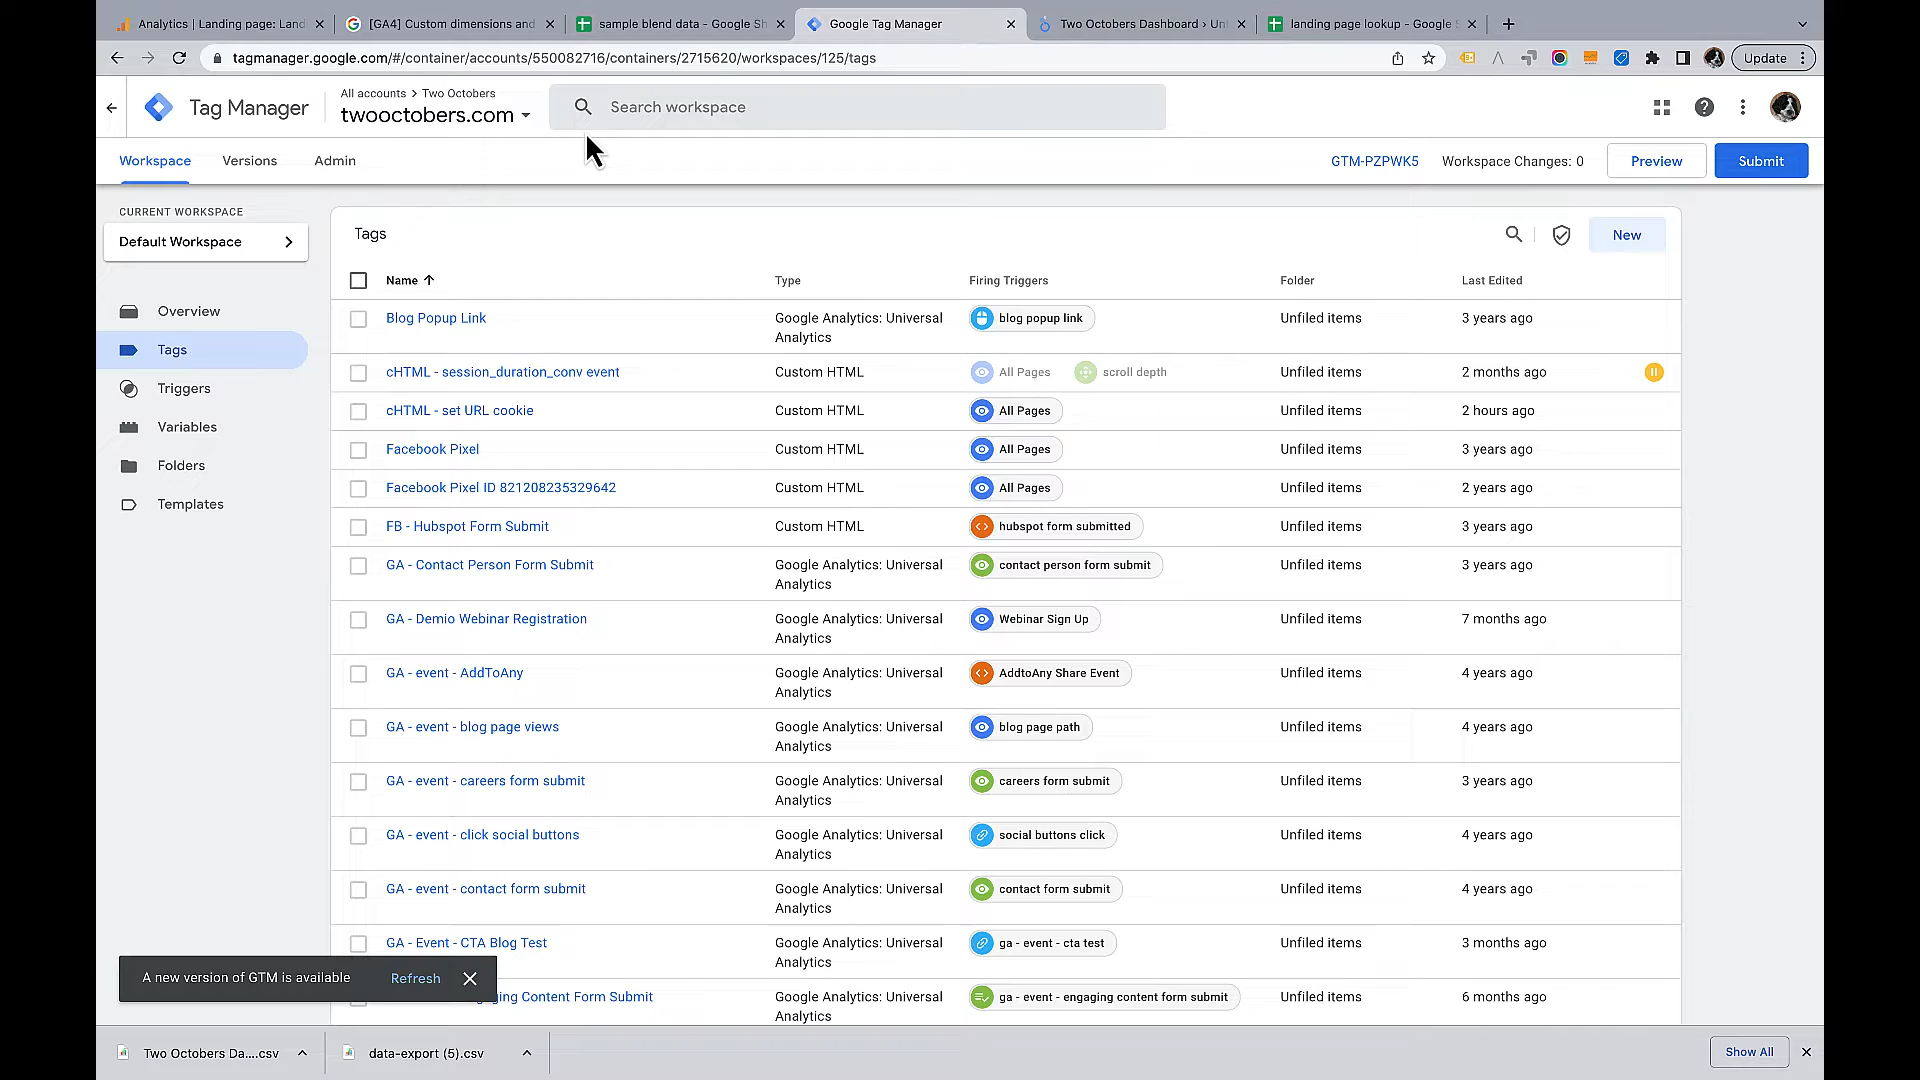 Analytics | Landing page: Land
[GA4] Custom dimensions and
sample blend data - Google Sh
Google Tag Manager
Two Octobers Dashboard › Unt
landing page lookup - Google S
tagmanager.google.com/#/container/accounts/550082716/containers/2715620/workspaces/125/tags
Update
Tag Manager
All accounts > Two Octobers
twooctobers.com
Search workspace
Workspace
Versions
Admin
GTM-PZPWK5
Workspace Changes: 0
Preview
Submit
CURRENT WORKSPACE
Default Workspace
Overview
Tags
Triggers
Variables
Folders
Templates
Tags
New
Name Type Firing Triggers Folder Last Edited
Blog Popup Link Google Analytics: Universal blog popup link Unfiled items 3 years ago
Analytics
cHTML - session_duration_conv event Custom HTML All Pages scroll depth Unfiled items 2 months ago
cHTML - set URL cookie Custom HTML All Pages Unfiled items 2 hours ago
Facebook Pixel Custom HTML All Pages Unfiled items 3 years ago
Facebook Pixel ID 821208235329642 Custom HTML All Pages Unfiled items 2 years ago
FB - Hubspot Form Submit Custom HTML hubspot form submitted Unfiled items 3 years ago
GA - Contact Person Form Submit Google Analytics: Universal contact person form submit Unfiled items 3 years ago
Analytics
GA - Demio Webinar Registration Google Analytics: Universal Webinar Sign Up Unfiled items 7 months ago
Analytics
GA - event - AddToAny Google Analytics: Universal AddtoAny Share Event Unfiled items 4 years ago
Analytics
GA - event - blog page views Google Analytics: Universal blog page path Unfiled items 4 years ago
Analytics
GA - event - careers form submit Google Analytics: Universal careers form submit Unfiled items 3 years ago
Analytics
GA - event - click social buttons Google Analytics: Universal social buttons click Unfiled items 4 years ago
Analytics
GA - event - contact form submit Google Analytics: Universal contact form submit Unfiled items 4 years ago
Analytics
GA - Event - CTA Blog Test Google Analytics: Universal ga - event - cta test Unfiled items 3 months ago
Analytics
ging Content Form Submit Google Analytics: Universal ga - event - engaging content form submit Unfiled items 6 months ago
Analytics
A new version of GTM is available Refresh
Two Octobers Da....csv
data-export (5).csv
Show All